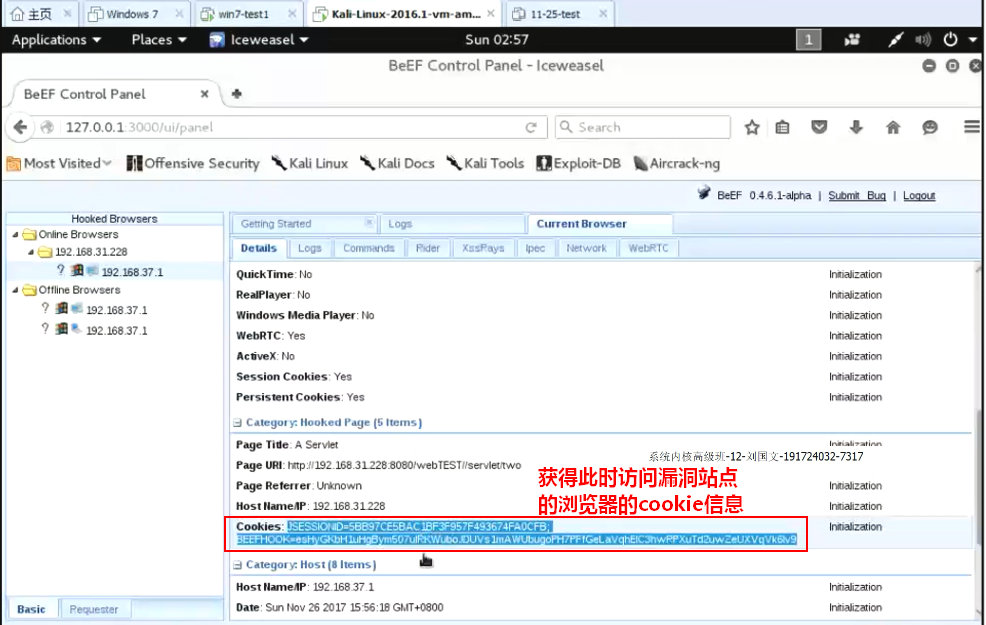 主页 Windows 7 win7-test1 Kali-Linux-2016.1-vm-am... 11-25-test
Applications Places Iceweasel Sun 02:57 1
BeEF Control Panel - Iceweasel
BeEF Control Panel
127.0.0.1:3000/ui/panel Search
Most Visited Offensive Security Kali Linux Kali Docs Kali Tools Exploit-DB Aircrack-ng
BeEF 0.4.6.1-alpha | Submit Bug | Logout
Hooked Browsers
Online Browsers
192.168.31.228
? 192.168.37.1
Offline Browsers
? 192.168.37.1
? 192.168.37.1
Basic Requester
Getting Started Logs Current Browser
Details Logs Commands Rider XssRays Ipec Network WebRTC
QuickTime: No Initialization
RealPlayer: No Initialization
Windows Media Player: No Initialization
WebRTC: Yes Initialization
ActiveX: No Initialization
Session Cookies: Yes Initialization
Persistent Cookies: Yes Initialization
Category: Hooked Page (5 Items)
Page Title: A Servlet Initialization
系统内核高级班-12-刘国文-191724032-7317
Page URI: http://192.168.31.228:8080/webTEST//servlet/two
获得此时访问漏洞站点
的浏览器的cookie信息
Page Referrer: Unknown Initialization
Host Name/IP: 192.168.31.228 Initialization
Cookies: JSESSIONID=5BB97CE5BAC1BF3F957F493674FA0CFB; Initialization
Category: Host (8 Items)
Host Name/IP: 192.168.37.1 Initialization
Date: Sun Nov 26 2017 15:56:18 GMT+0800 Initialization